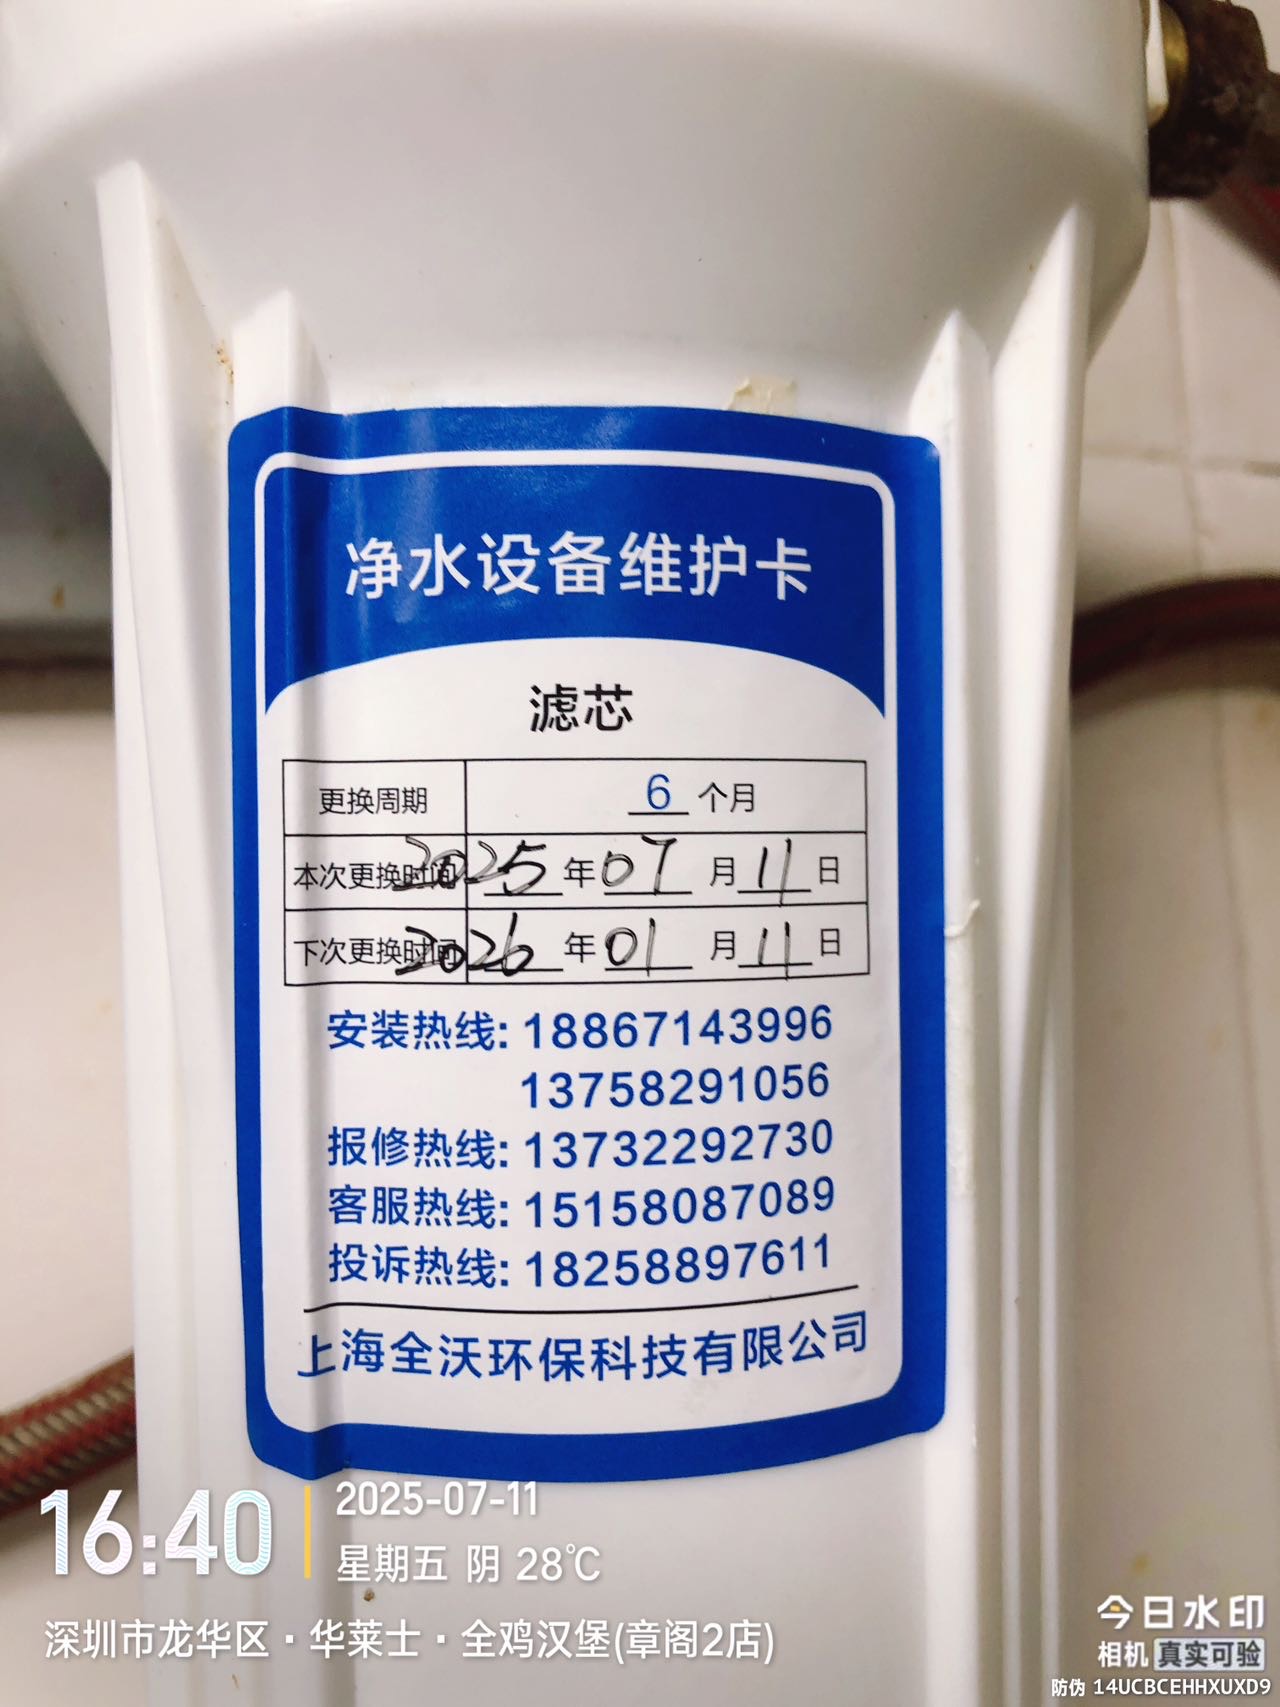 净水设备维护卡
滤芯
更换周期 6 个月
本次更换时间 2025 年 07 月 11 日
下次更换时间 2026 年 01 月 11 日
安装热线: 18867143996
13758291056
报修热线: 13732292730
客服热线: 15158087089
投诉热线: 18258897611
上海全沃环保科技有限公司
16:40
2025-07-11
星期五 阴 28℃
深圳市龙华区·华莱士·全鸡汉堡(章阁2店)
今日水印
相机 真实可验
防伪 14UCBCEHHXUXD9